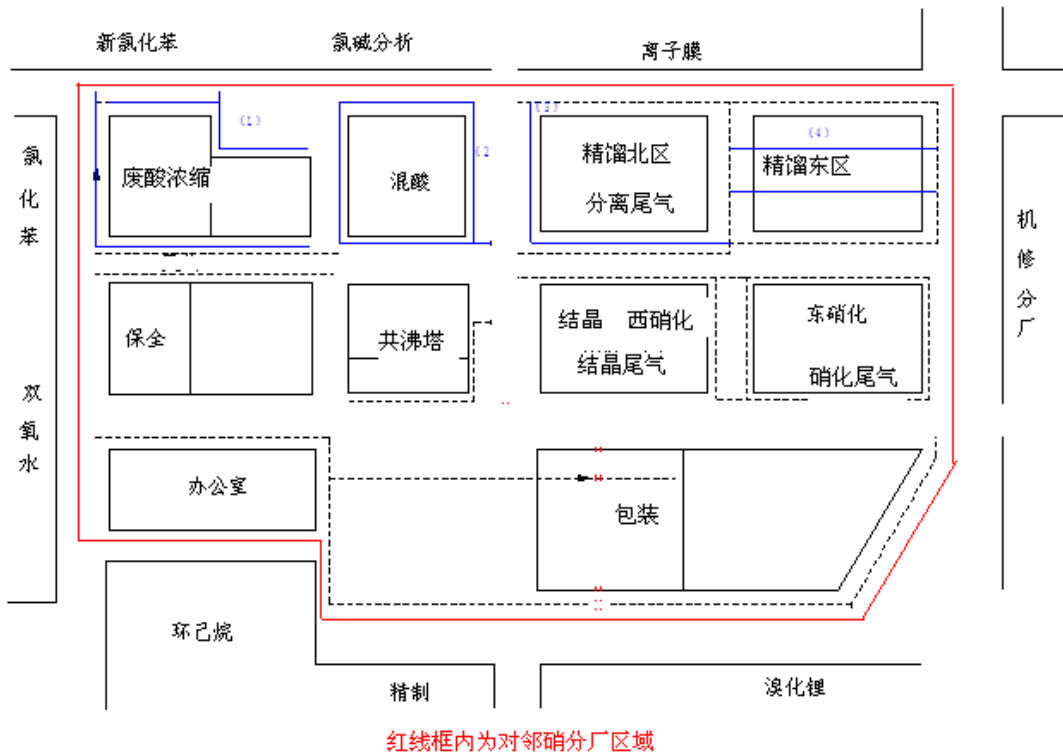 新氯化苯
氯碱分析
离子膜
(1)
(2
(3)
(4)
氯化苯
废酸浓缩
混酸
精馏北区
分离尾气
精馏东区
机修分厂
保全
共沸塔
结晶 西硝化
结晶尾气
东硝化
硝化尾气
双氧水
办公室
包装
环己烷
精制
溴化锂
红线框内为对邻硝分厂区域